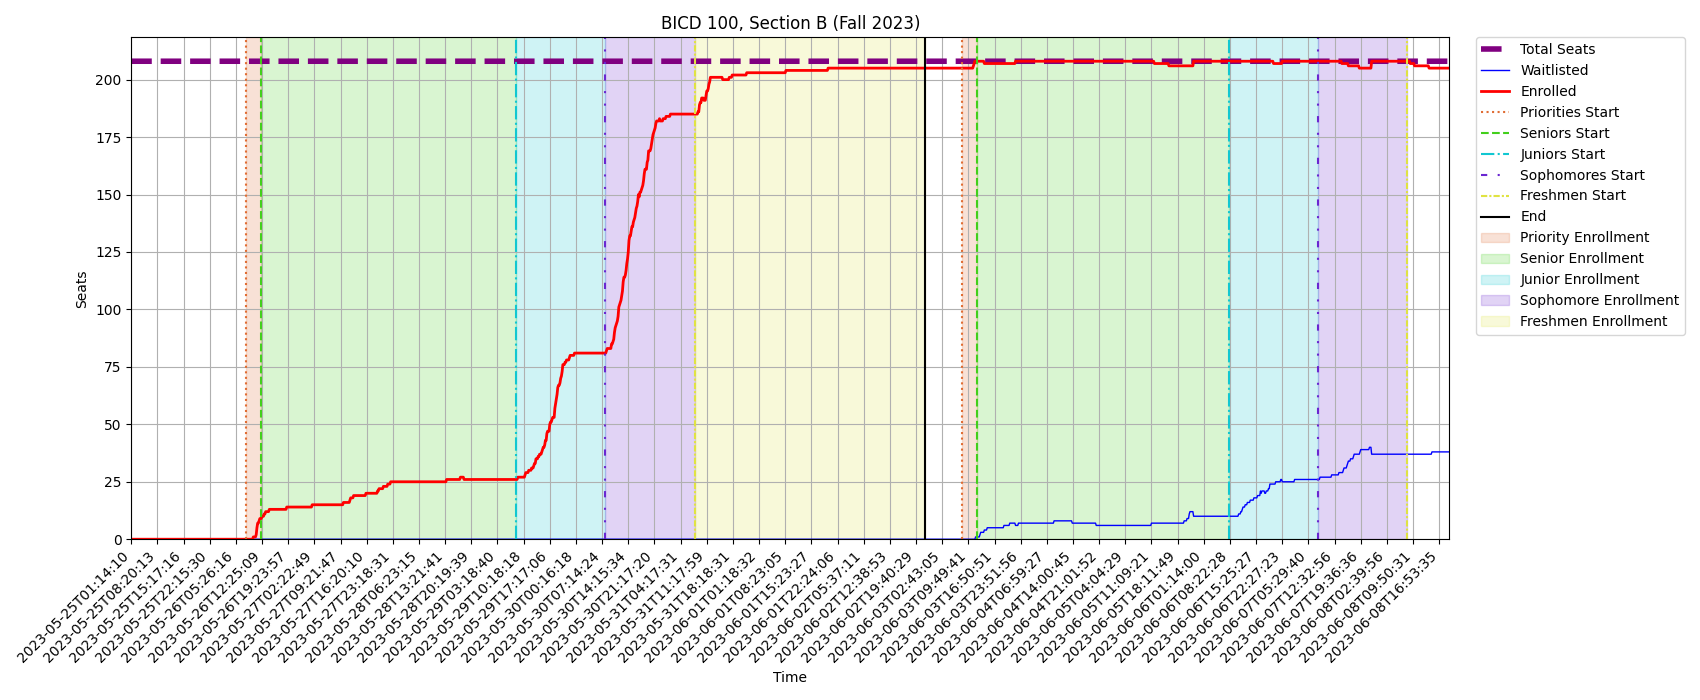 BICD 100, Section B (Fall 2023)
Total Seats
Waitlisted
Enrolled
Priorities Start
Seniors Start
Juniors Start
Sophomores Start
Freshmen Start
End
Priority Enrollment
Senior Enrollment
Junior Enrollment
Sophomore Enrollment
Freshmen Enrollment
Seats
200
175
150
125
100
75
50
25
0
2023-05-25T01:14:10
2023-05-25T08:20:13
2023-05-25T15:17:16
2023-05-25T22:15:30
2023-05-26T05:26:16
2023-05-26T12:25:09
2023-05-26T19:23:57
2023-05-27T02:22:49
2023-05-27T09:21:47
2023-05-27T16:20:10
2023-05-27T23:18:31
2023-05-28T06:23:15
2023-05-28T13:21:41
2023-05-28T20:19:39
2023-05-29T03:18:40
2023-05-29T10:18:18
2023-05-29T17:17:06
2023-05-30T00:16:18
2023-05-30T07:14:24
2023-05-30T14:15:34
2023-05-30T21:17:20
2023-05-31T04:17:31
2023-05-31T11:17:59
2023-05-31T18:18:31
2023-06-01T01:18:32
2023-06-01T08:23:05
2023-06-01T15:23:27
2023-06-01T22:24:06
2023-06-02T05:37:11
2023-06-02T12:38:53
2023-06-02T19:40:29
2023-06-03T02:43:05
2023-06-03T09:49:41
2023-06-03T16:50:51
2023-06-03T23:51:56
2023-06-04T06:59:27
2023-06-04T14:00:45
2023-06-04T21:01:52
2023-06-05T04:04:29
2023-06-05T11:09:21
2023-06-05T18:11:49
2023-06-06T01:14:00
2023-06-06T08:22:28
2023-06-06T15:25:27
2023-06-06T22:27:23
2023-06-07T05:29:40
2023-06-07T12:32:56
2023-06-07T19:36:36
2023-06-08T02:39:56
2023-06-08T09:50:31
2023-06-08T16:53:35
Time